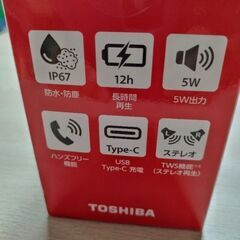 IP67
防水・防塵
12h
長時間
再生
5W
5W出力
ハンズフリー
機能
Type-C
USB
Type-C 充電
L R
ステレオ
TWS機能
(ステレオ再生)
TOSHIBA